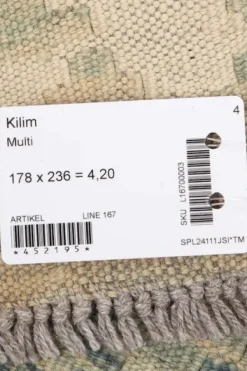 4
Kilim
Multi
178 x 236 = 4,20
ARTIKEL
LINE 167
*452195*
SKU L16700003
SPL24111JSI*TM